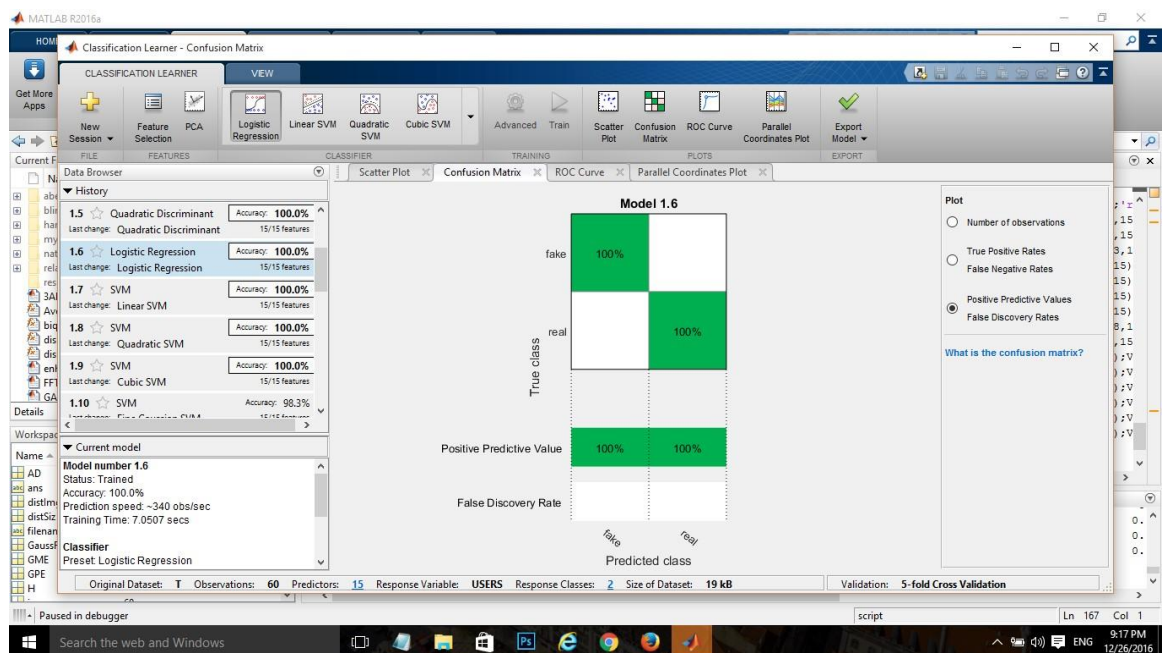 MATLAB R2016a
HOM
Classification Learner - Confusion Matrix
CLASSIFICATION LEARNER VIEW
Get More Apps
New Session
Feature Selection
PCA
Logistic Regression
Linear SVM
Quadratic SVM
Cubic SVM
Advanced
Train
Scatter Plot
Confusion Matrix
ROC Curve
Parallel Coordinates Plot
Export Model
FILE FEATURES CLASSIFIER TRAINING PLOTS EXPORT
Current F
Data Browser
Scatter Plot Confusion Matrix ROC Curve Parallel Coordinates Plot
History
1.5 Quadratic Discriminant Accuracy: 100.0%
Last change: Quadratic Discriminant 15/15 features
1.6 Logistic Regression Accuracy: 100.0%
Last change: Logistic Regression 15/15 features
1.7 SVM Accuracy: 100.0%
Last change: Linear SVM 15/15 features
1.8 SVM Accuracy: 100.0%
Last change: Quadratic SVM 15/15 features
1.9 SVM Accuracy: 100.0%
Last change: Cubic SVM 15/15 features
1.10 SVM Accuracy: 98.3%
Details
Workspac
Name
AD
ans
distIm
distSiz
filenan
GaussF
GME
GPE
H
Current model
Model number 1.6
Status: Trained
Accuracy: 100.0%
Prediction speed: ~340 obs/sec
Training Time: 7.0507 secs
Classifier
Preset: Logistic Regression
Model 1.6
fake 100%
real 100%
True class
Positive Predictive Value 100% 100%
False Discovery Rate
fake real
Predicted class
Plot
Number of observations
True Positive Rates
False Negative Rates
Positive Predictive Values
False Discovery Rates
What is the confusion matrix?
Original Dataset: T Observations: 60 Predictors: 15 Response Variable: USERS Response Classes: 2 Size of Dataset: 19 kB Validation: 5-fold Cross Validation
Paused in debugger script Ln 167 Col 1
Search the web and Windows
ENG
9:17 PM
12/26/2016